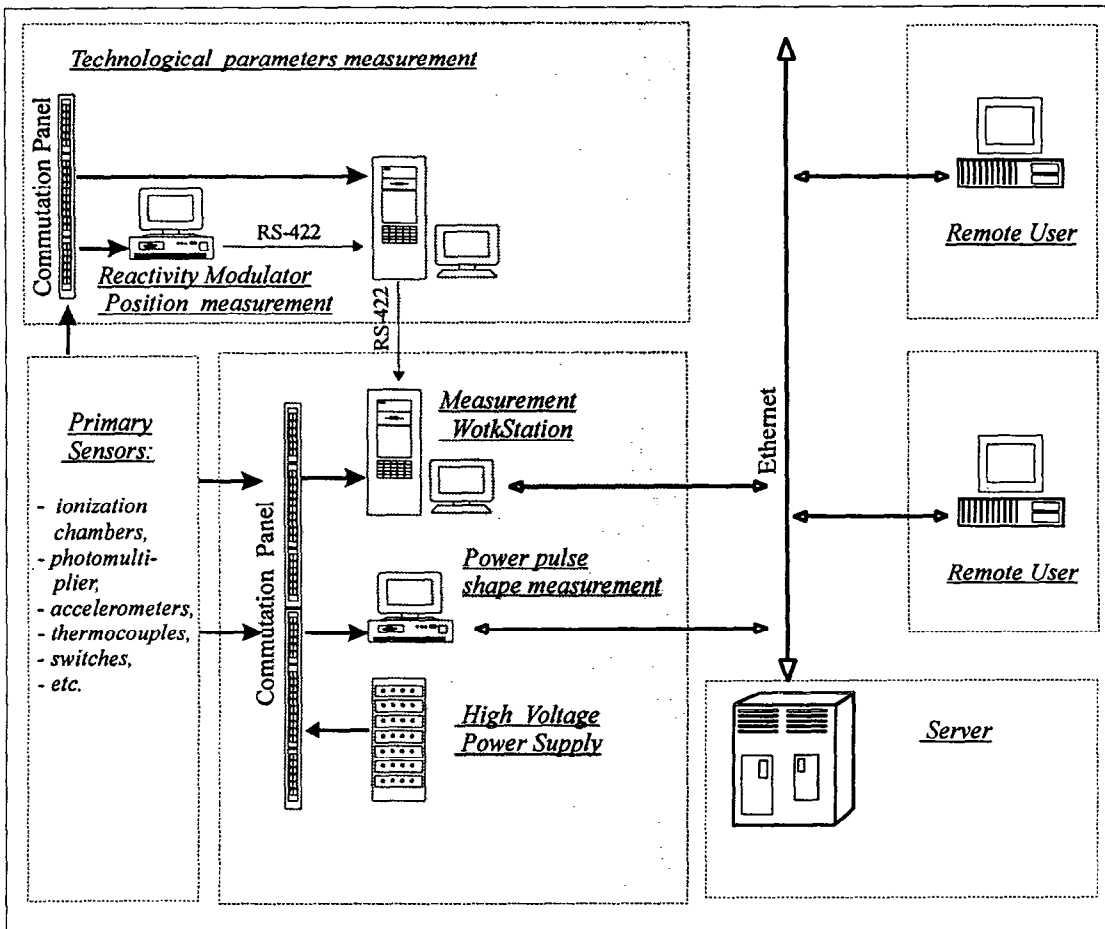 Technological parameters measurement
Commutation Panel
RS-422
Reactivity Modulator
Position measurement
RS-422
Primary
Sensors:
- ionization
chambers,
- photomulti-
plier,
- accelerometers,
- thermocouples,
- switches,
- etc.
Commutation Panel
Measurement
WotkStation
Power pulse
shape measurement
High Voltage
Power Supply
Ethernet
Remote User
Remote User
Server